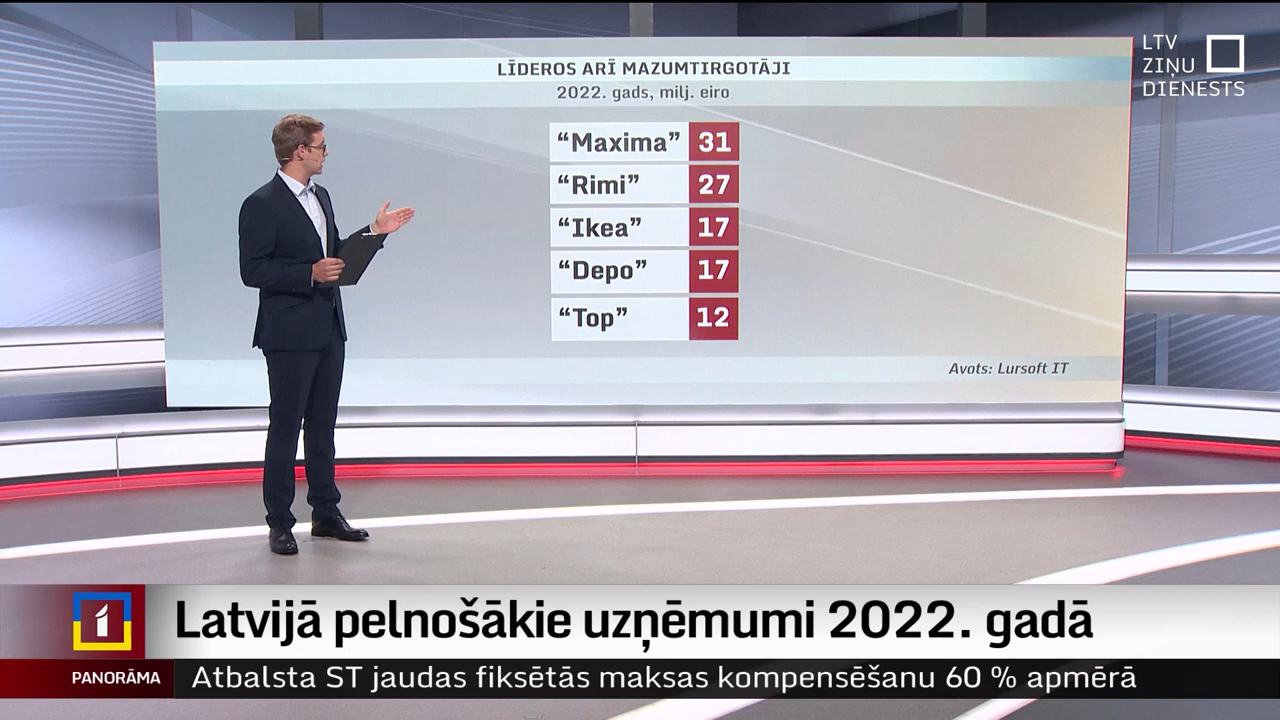 LTV
ZIŅU
DIENESTS
LĪDEROS ARĪ MAZUMTIRGOTĀJI
2022. gads, milj. eiro
“Maxima” 31
“Rimi” 27
“Ikea” 17
“Depo” 17
“Top” 12
Avots: Lursoft IT
1
Latvijā pelnošākie uzņēmumi 2022. gadā
PANORĀMA
Atbalsta ST jaudas fiksētās maksas kompensēšanu 60 % apmērā